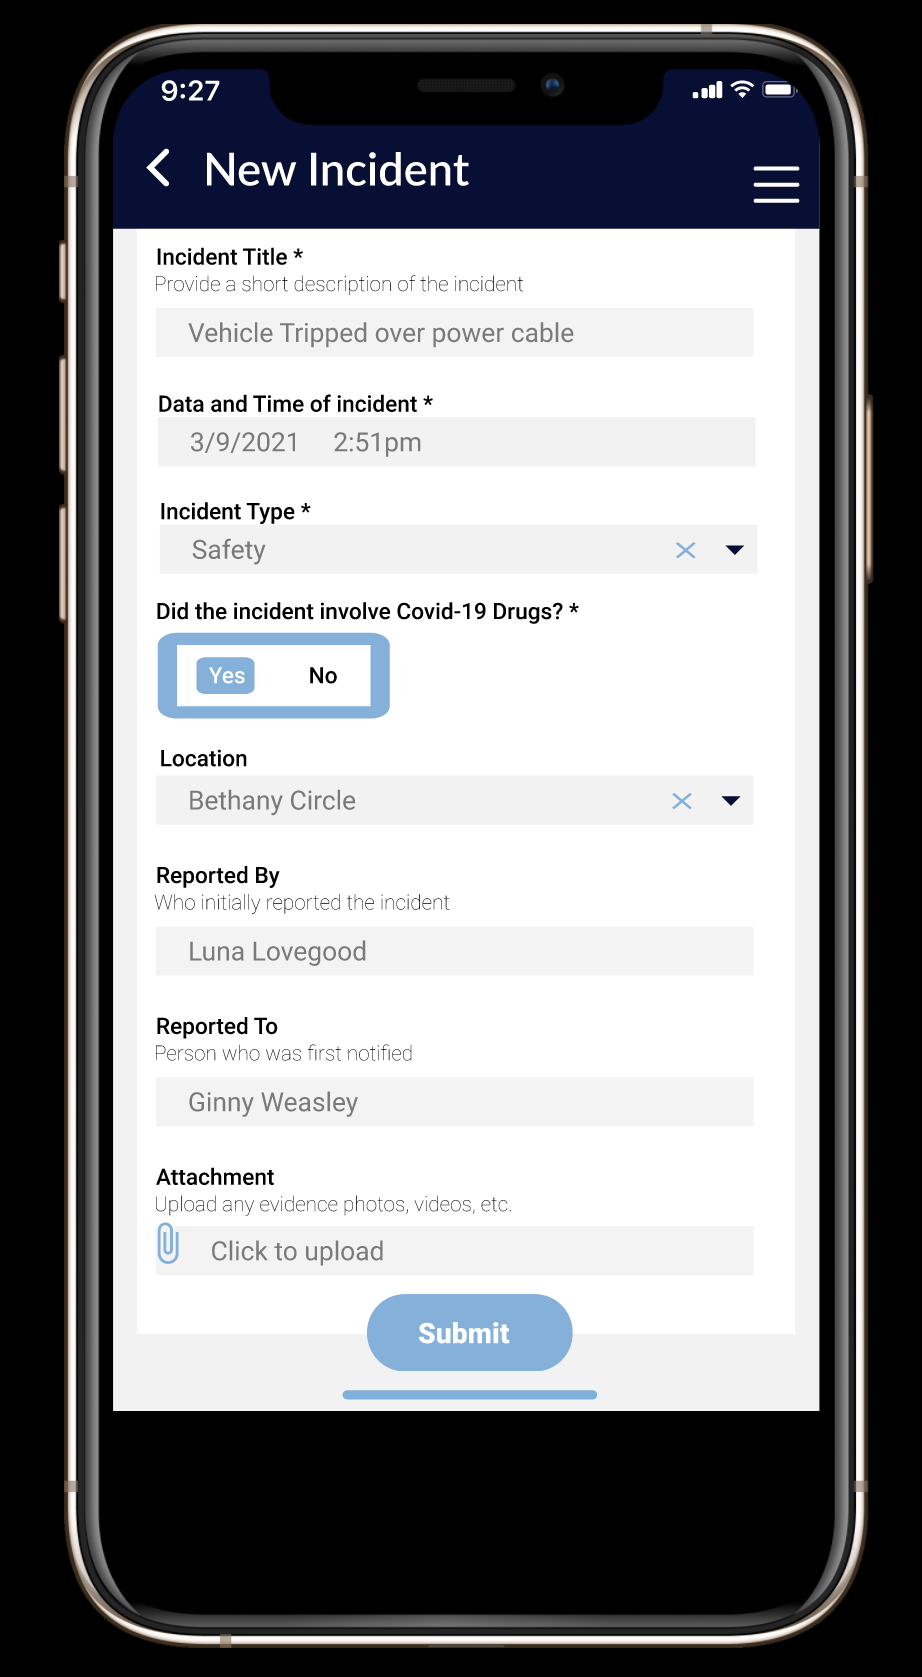 9:27
New Incident
Incident Title *
Provide a short description of the incident
Vehicle Tripped over power cable
Data and Time of incident *
3/9/2021 2:51pm
Incident Type *
Safety
Did the incident involve Covid-19 Drugs? *
Yes No
Location
Bethany Circle
Reported By
Who initially reported the incident
Luna Lovegood
Reported To
Person who was first notified
Ginny Weasley
Attachment
Upload any evidence photos, videos, etc.
Click to upload
Submit